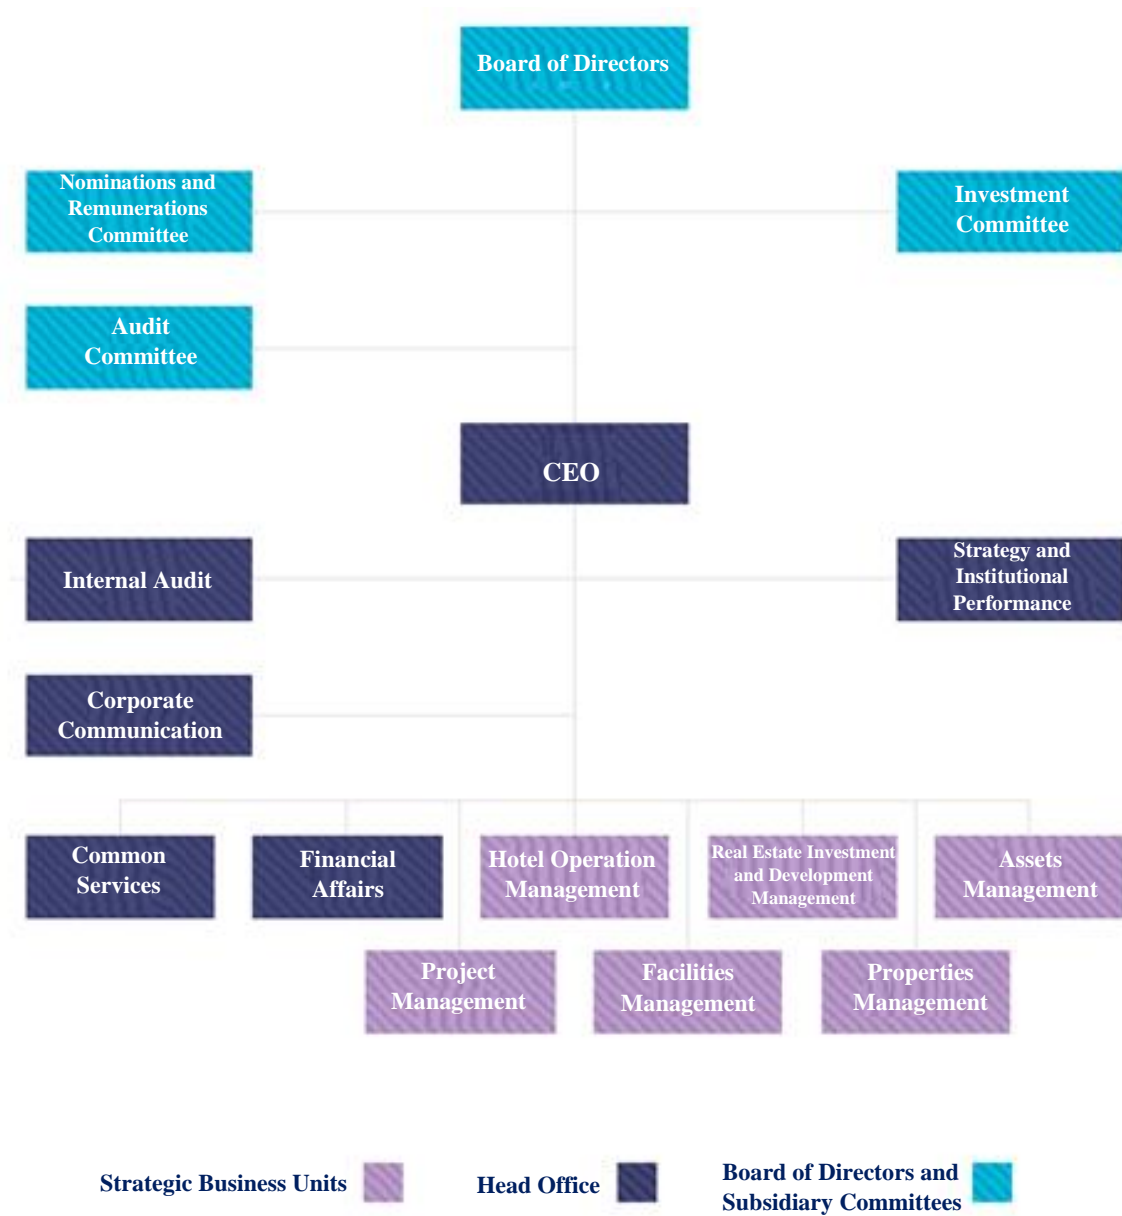 Board of Directors
Nominations and
Remunerations
Committee
Investment
Committee
Audit
Committee
CEO
Internal Audit
Strategy and
Institutional
Performance
Corporate
Communication
Common
Services
Financial
Affairs
Hotel Operation
Management
Real Estate Investment
and Development
Management
Assets
Management
Project
Management
Facilities
Management
Properties
Management
Strategic Business Units
Head Office
Board of Directors and
Subsidiary Committees